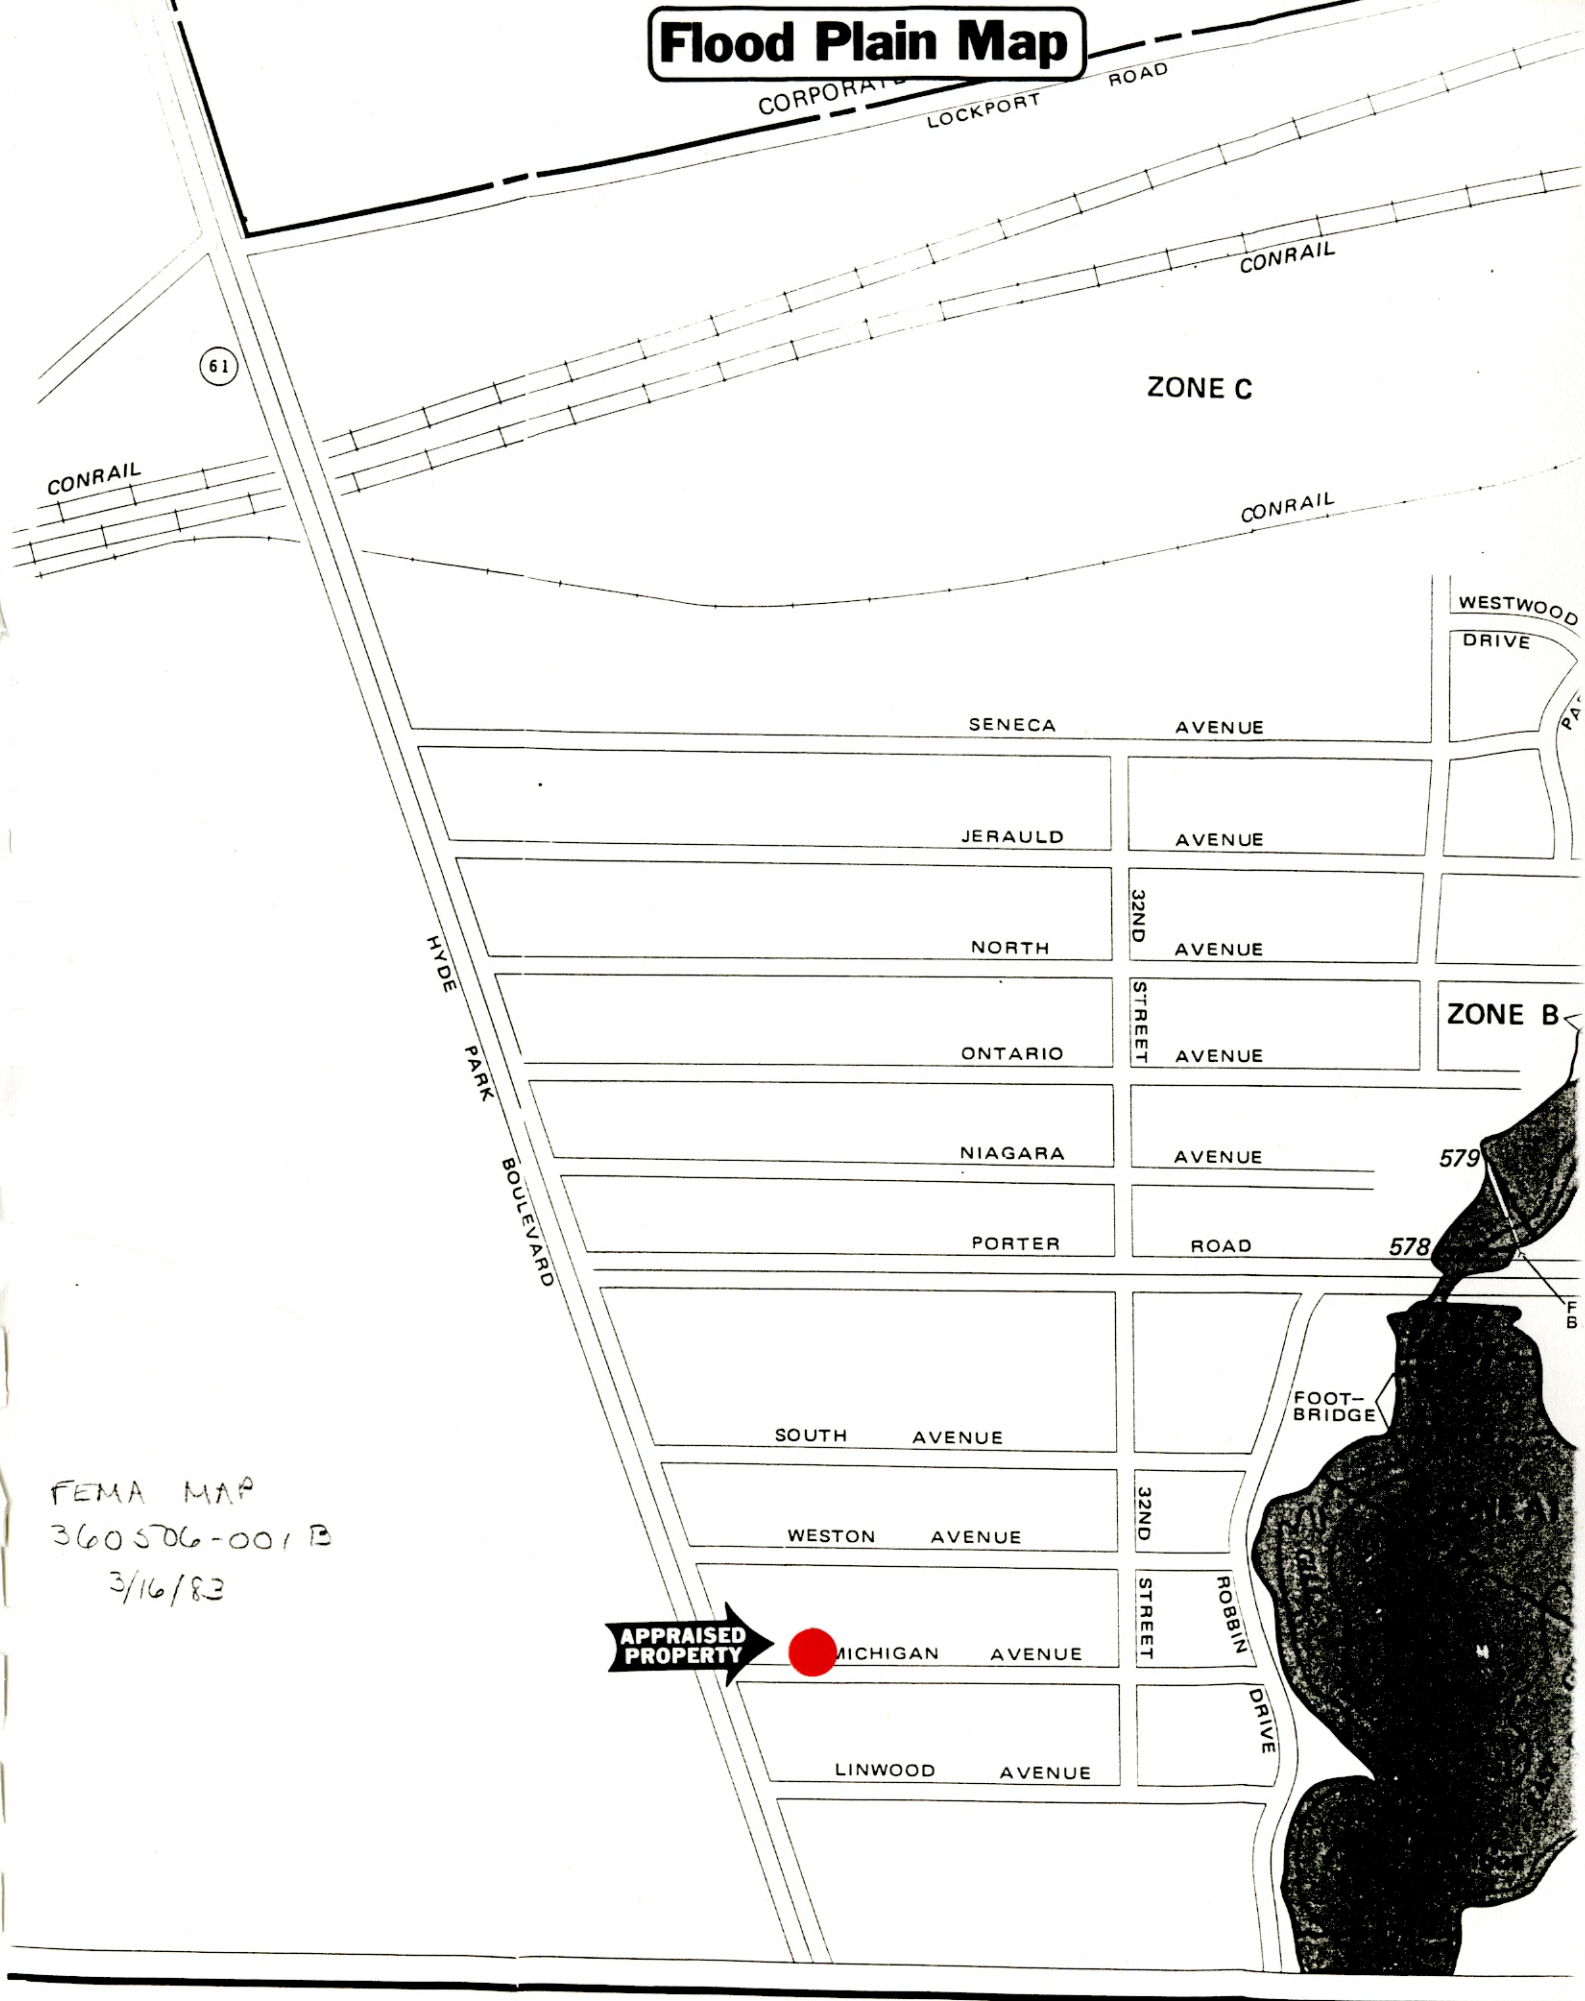 Flood Plain Map
CORPORATE
LOCKPORT ROAD
CONRAIL
61
ZONE C
CONRAIL
CONRAIL
WESTWOOD
DRIVE
SENECA AVENUE
JERAULD AVENUE
32ND
NORTH AVENUE
HYDE
STREET
ZONE B
PARK
ONTARIO AVENUE
NIAGARA AVENUE
579
BOULEVARD
PORTER ROAD
578
F
B
FOOT-
BRIDGE
SOUTH AVENUE
FEMA MAP
360506-001B
3/16/83
32ND
WESTON AVENUE
STREET
ROBBIN
APPRAISED
PROPERTY
MICHIGAN AVENUE
DRIVE
LINWOOD AVENUE